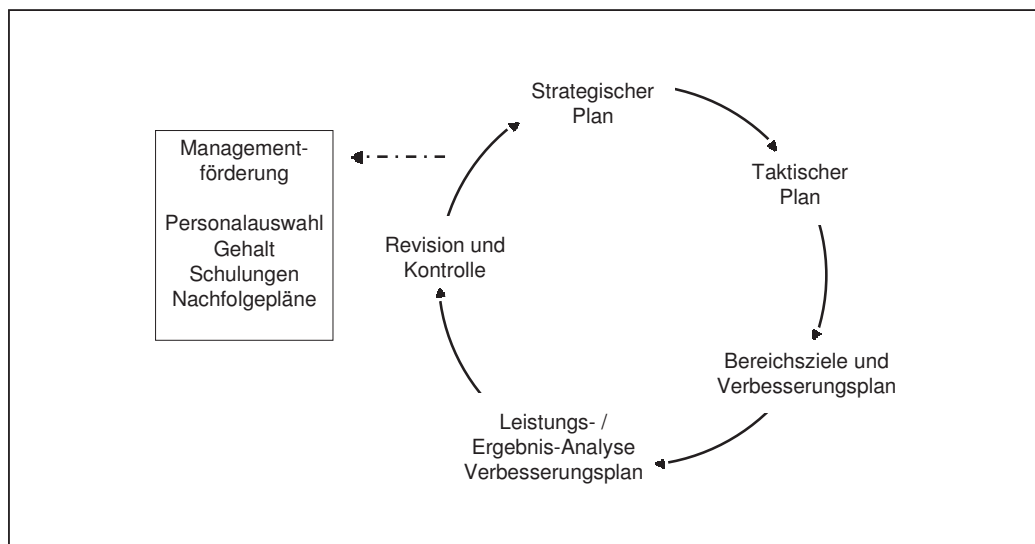 Strategischer
Plan
Taktischer
Plan
Bereichsziele und
Verbesserungsplan
Leistungs- /
Ergebnis-Analyse
Verbesserungsplan
Revision und
Kontrolle
Management-
förderung
Personalauswahl
Gehalt
Schulungen
Nachfolgepläne